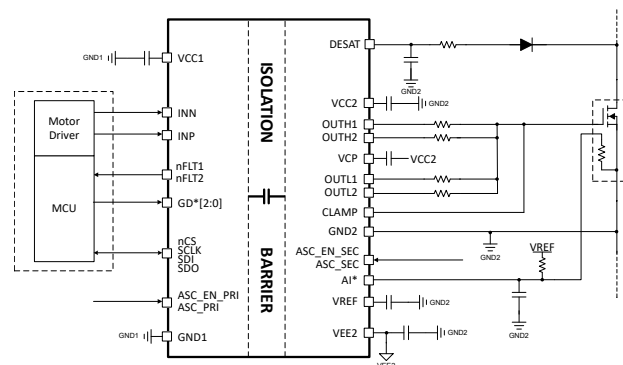 GND1
VCC1
Motor
Driver
MCU
INN
INP
nFLT1
nFLT2
GD*[2:0]
nCS
SCLK
SDI
SDO
ASC_EN_PRI
ASC_PRI
GND1
GND1
ISOLATION
BARRIER
DESAT
GND2
VCC2
GND2
OUTH1
OUTH2
VCP
VCC2
OUTL1
OUTL2
CLAMP
GND2
GND2
ASC_EN_SEC
ASC_SEC
VREF
AI*
VREF
GND2
GND2
VEE2
GND2
VEE2